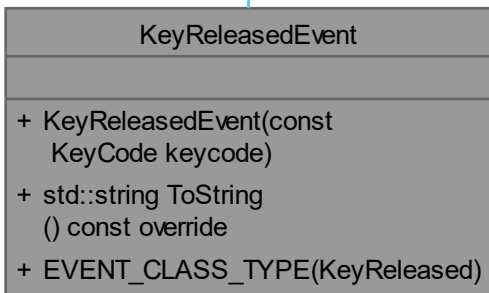 KeyReleasedEvent
+ KeyReleasedEvent(const
KeyCode keycode)
+ std::string ToString
() const override
+ EVENT_CLASS_TYPE(KeyReleased)